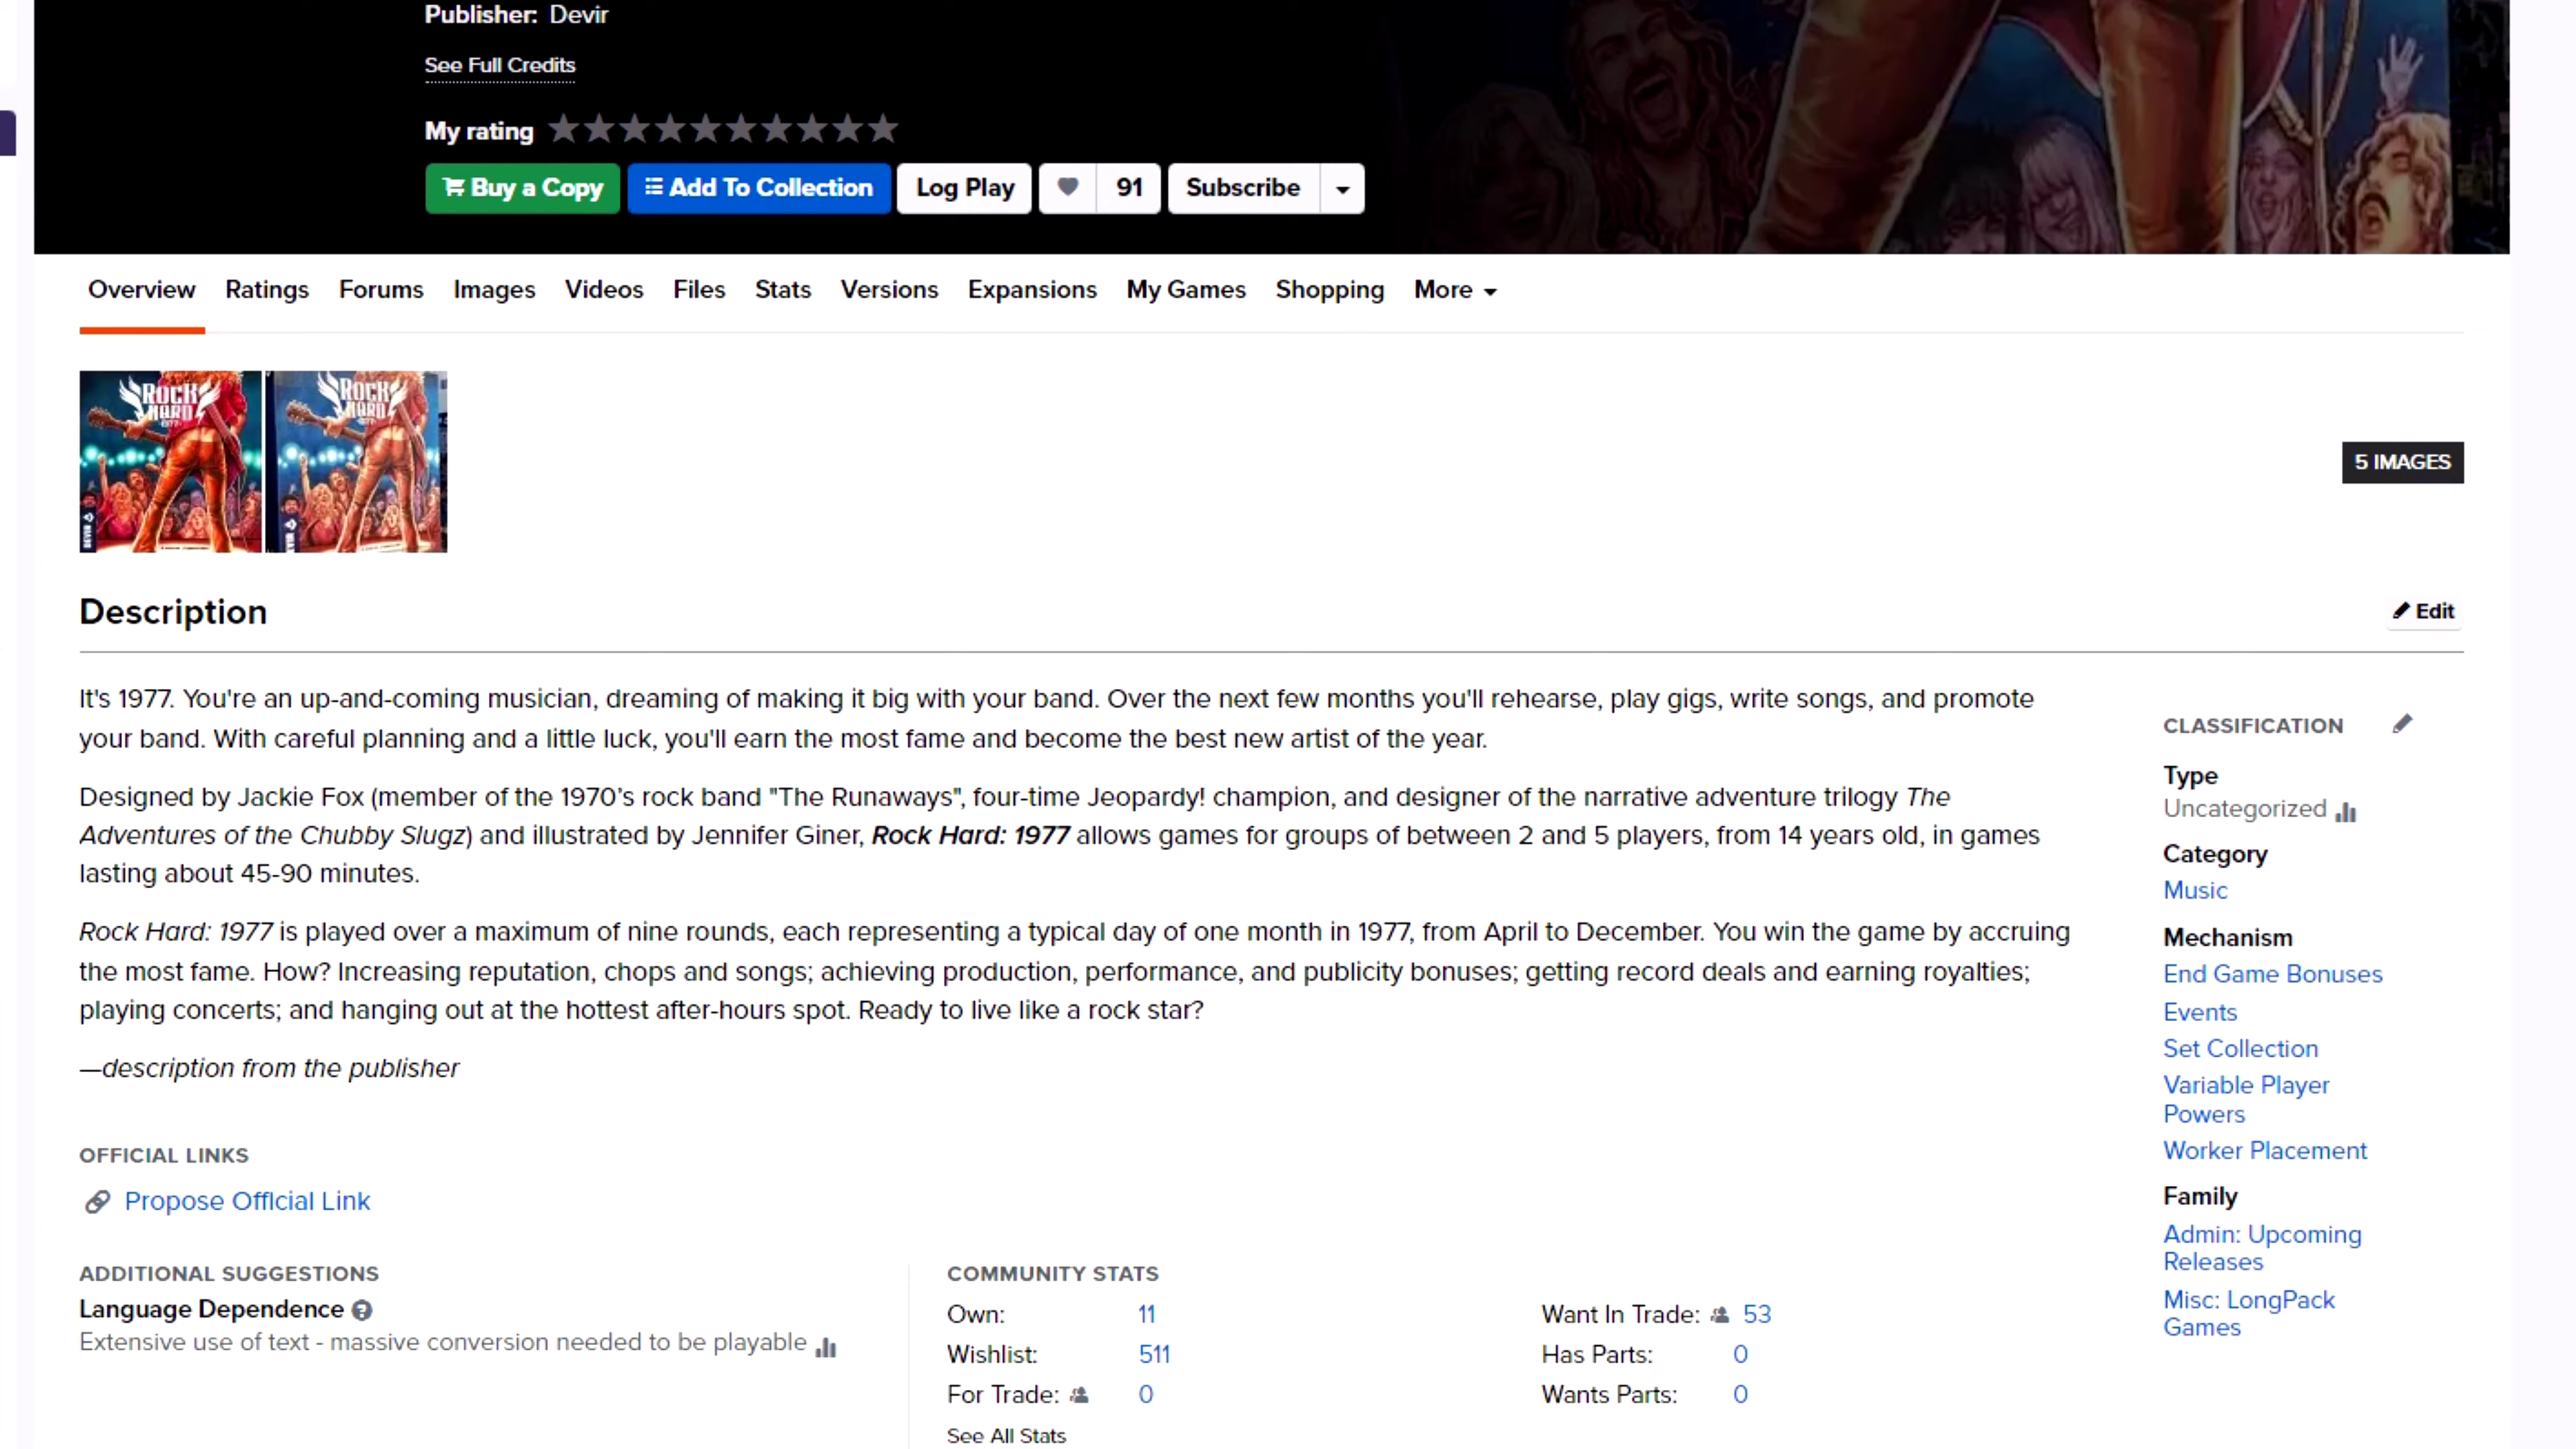 Publisher: Devir
See Full Credits
My rating
Buy a Copy
Add To Collection
Log Play
91
Subscribe
Overview
Ratings
Forums
Images
Videos
Files
Stats
Versions
Expansions
My Games
Shopping
More
ROCK HARD
ROCK HARD
DEVIR
5 IMAGES
Description
Edit
It's 1977. You're an up-and-coming musician, dreaming of making it big with your band. Over the next few months you'll rehearse, play gigs, write songs, and promote
your band. With careful planning and a little luck, you'll earn the most fame and become the best new artist of the year.
Designed by Jackie Fox (member of the 1970's rock band "The Runaways", four-time Jeopardy! champion, and designer of the narrative adventure trilogy The
Adventures of the Chubby Slugz) and illustrated by Jennifer Giner, Rock Hard: 1977 allows games for groups of between 2 and 5 players, from 14 years old, in games
lasting about 45-90 minutes.
Rock Hard: 1977 is played over a maximum of nine rounds, each representing a typical day of one month in 1977, from April to December. You win the game by accruing
the most fame. How? Increasing reputation, chops and songs; achieving production, performance, and publicity bonuses; getting record deals and earning royalties;
playing concerts; and hanging out at the hottest after-hours spot. Ready to live like a rock star?
—description from the publisher
OFFICIAL LINKS
Propose Official Link
ADDITIONAL SUGGESTIONS
Language Dependence
Extensive use of text - massive conversion needed to be playable
COMMUNITY STATS
Own: 11
Wishlist: 511
For Trade: 0
See All Stats
Want In Trade: 53
Has Parts: 0
Wants Parts: 0
CLASSIFICATION
Type
Uncategorized
Category
Music
Mechanism
End Game Bonuses
Events
Set Collection
Variable Player
Powers
Worker Placement
Family
Admin: Upcoming
Releases
Misc: LongPack
Games